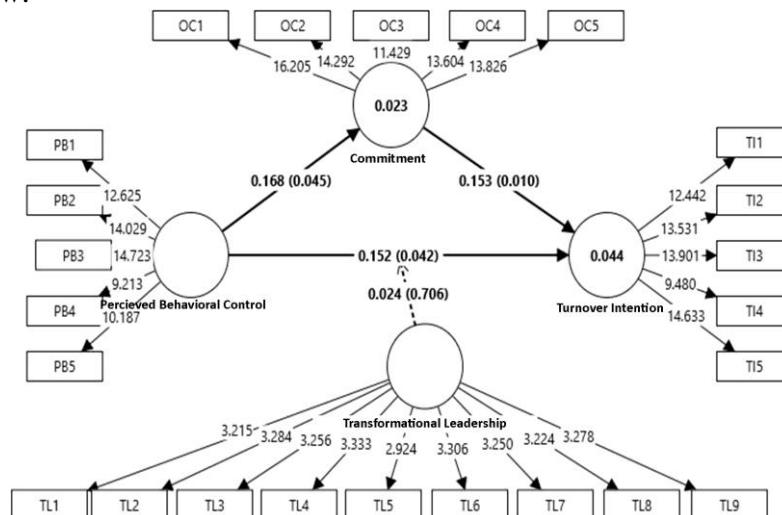 w.
OC1 OC2 OC3 OC4 OC5
16.205 14.292 11.429 13.604 13.826
0.023
Commitment
PB1
PB2
PB3
PB4
PB5
12.625
14.029
14.723
9.213
10.187
Percieved Behavioral Control
0.168 (0.045)
0.153 (0.010)
0.152 (0.042)
0.024 (0.706)
0.044
Turnover Intention
12.442
13.531
13.901
9.480
14.633
TI1
TI2
TI3
TI4
TI5
Transformational Leadership
3.215 3.284 3.256 3.333 2.924 3.306 3.250 3.224 3.278
TL1 TL2 TL3 TL4 TL5 TL6 TL7 TL8 TL9